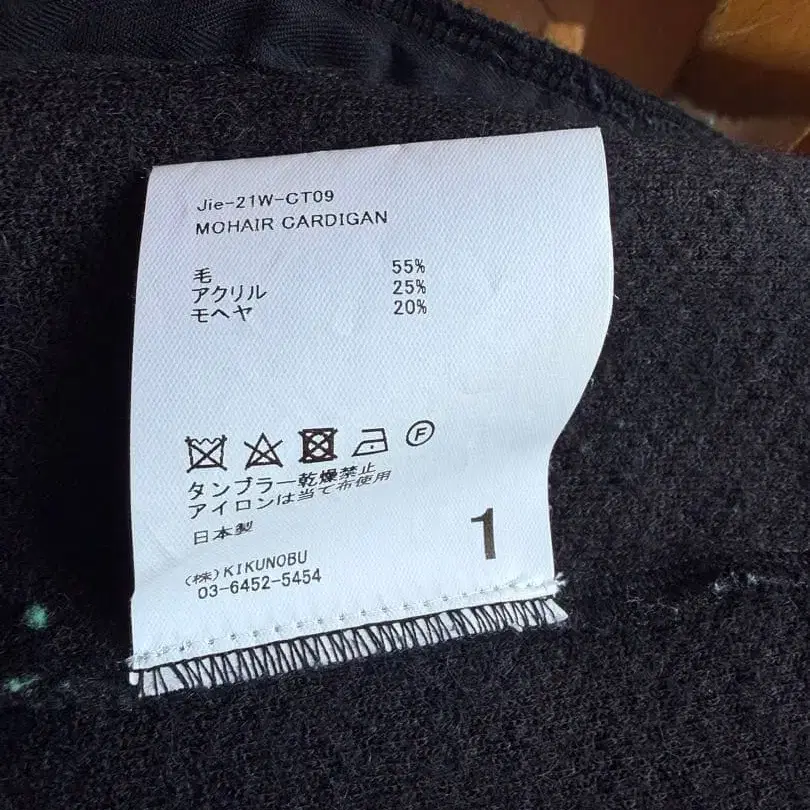 Jie-21W-CT09
MOHAIR CARDIGAN
毛 55%
アクリル 25%
モヘヤ 20%
F
タンブラー乾燥禁止
アイロンは当て布使用
日本製
1
(株)KIKUNOBU
03-6452-5454